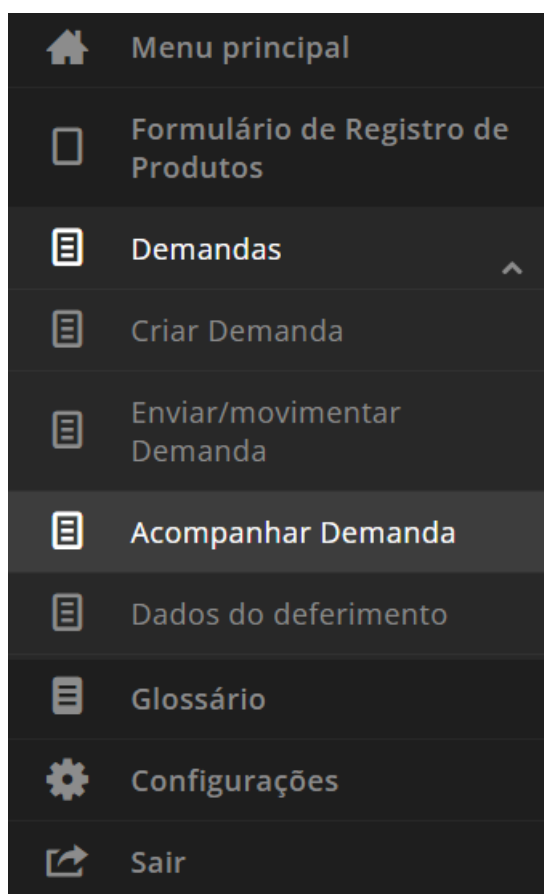 Menu principal
Formulário de Registro de
Produtos
Demandas
Criar Demanda
Enviar/movimentar
Demanda
Acompanhar Demanda
Dados do deferimento
Glossário
Configurações
Sair